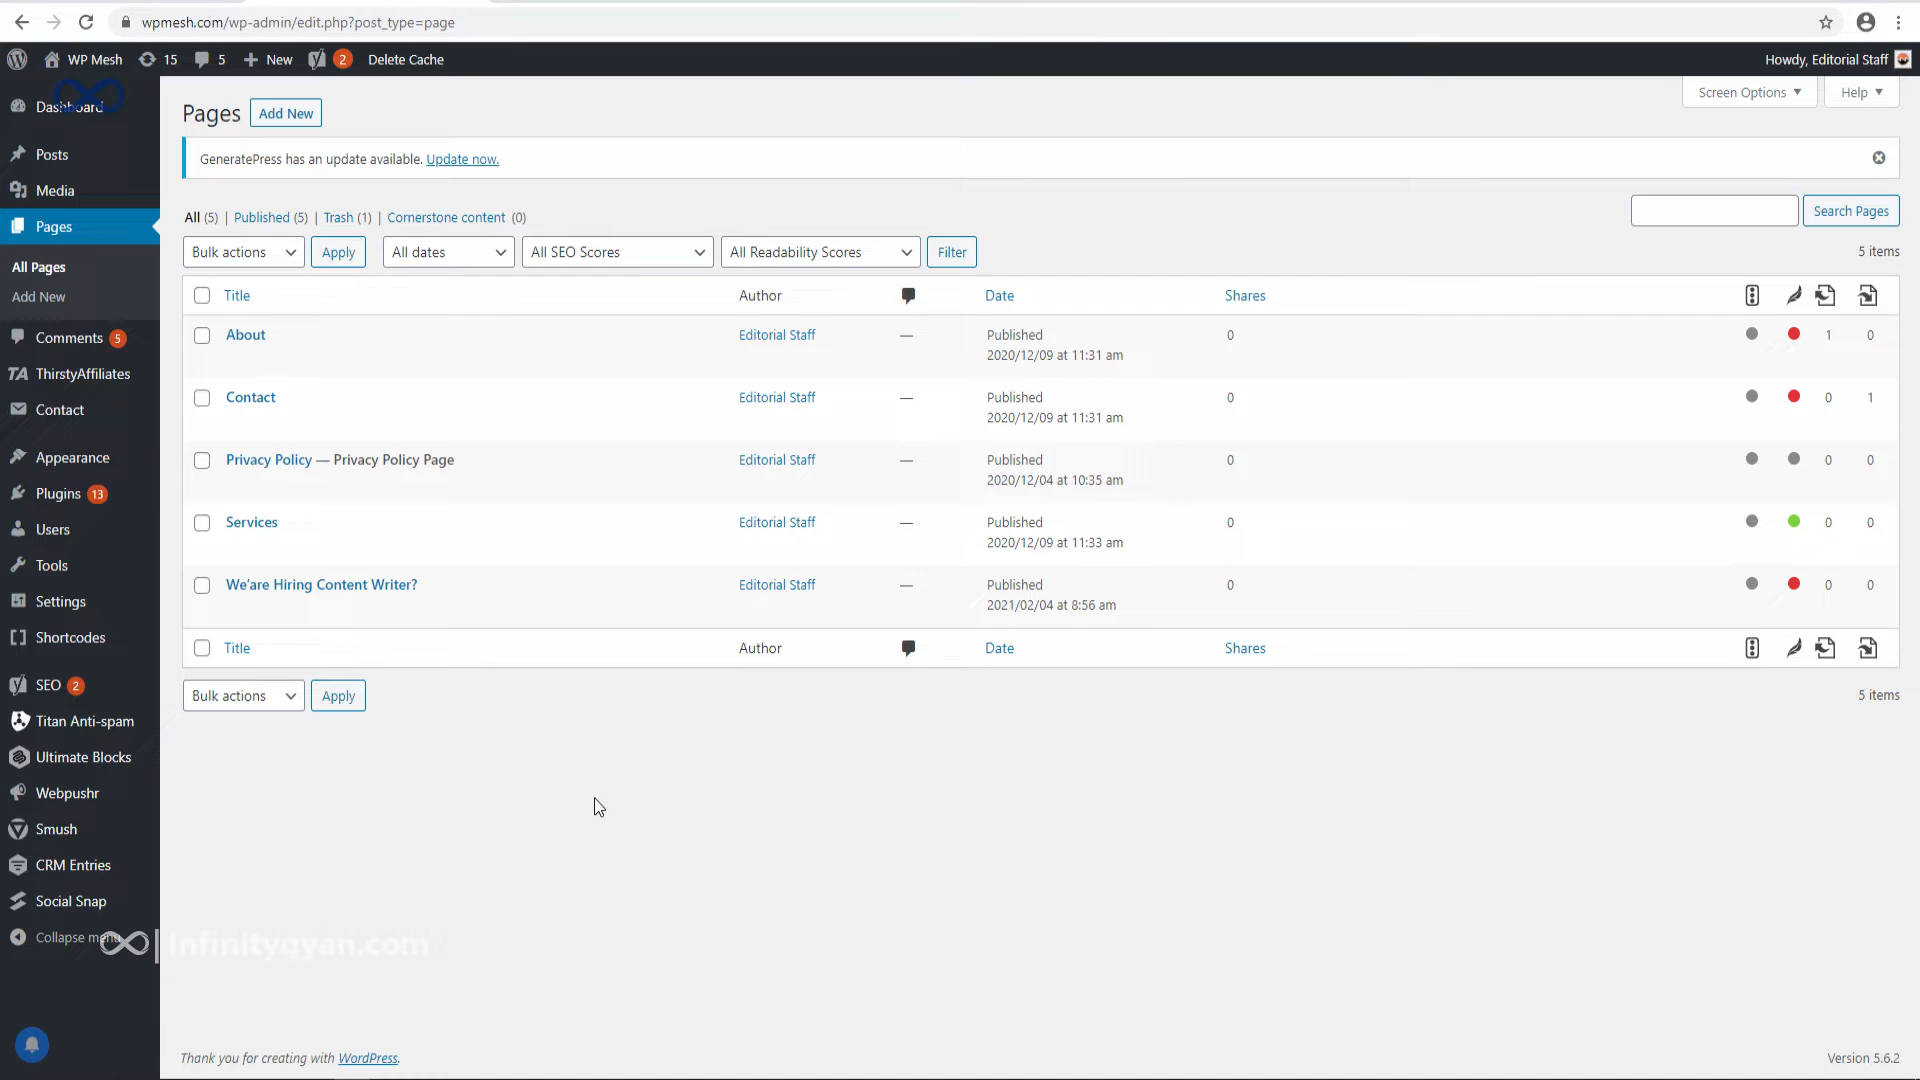 wpmesh.com/wp-admin/edit.php?post_type=page
WP Mesh 15 5 New 2 Delete Cache Howdy, Editorial Staff
Dashboard
Posts
Media
Pages
All Pages
Add New
Comments 5
ThirstyAffiliates
Contact
Appearance
Plugins 13
Users
Tools
Settings
Shortcodes
SEO 2
Titan Anti-spam
Ultimate Blocks
Webpushr
Smush
CRM Entries
Social Snap
Collapse menu
Infinitygyan.com
Screen Options Help
Pages Add New
GeneratePress has an update available. Update now.
All (5) | Published (5) | Trash (1) | Cornerstone content (0)
Search Pages
Bulk actions Apply All dates All SEO Scores All Readability Scores Filter 5 items
Title Author Date Shares
About Editorial Staff — Published 0 1 0
2020/12/09 at 11:31 am
Contact Editorial Staff — Published 0 0 1
2020/12/09 at 11:31 am
Privacy Policy — Privacy Policy Page Editorial Staff — Published 0 0 0
2020/12/04 at 10:35 am
Services Editorial Staff — Published 0 0 0
2020/12/09 at 11:33 am
We'are Hiring Content Writer? Editorial Staff — Published 0 0 0
2021/02/04 at 8:56 am
Title Author Date Shares
Bulk actions Apply 5 items
Thank you for creating with WordPress. Version 5.6.2